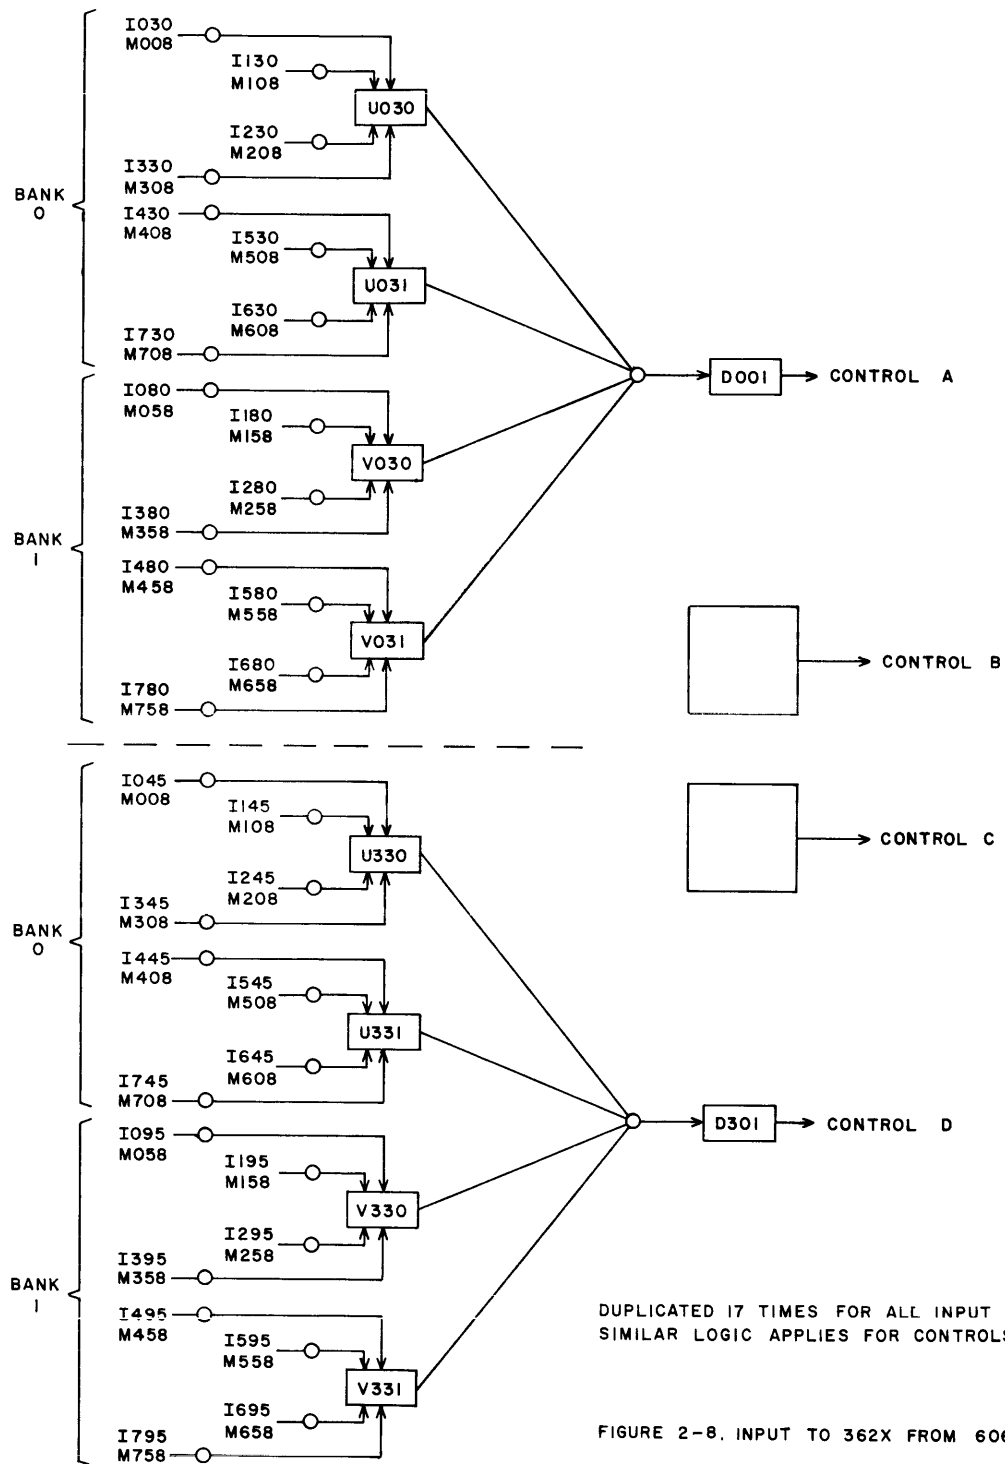 I030
M008
I130
M108
U030
I230
M208
I330
M308
BANK
0
I430
M408
I530
M508
U031
I630
M608
I730
M708
D001
CONTROL A
I080
M058
I180
M158
V030
I280
M258
I380
M358
BANK
1
I480
M458
I580
M558
V031
I680
M658
I780
M758
CONTROL B
I045
M008
I145
M108
U330
I245
M208
I345
M308
CONTROL C
BANK
0
I445
M408
I545
M508
U331
I645
M608
I745
M708
D301
CONTROL D
I095
M058
I195
M158
V330
I295
M258
I395
M358
BANK
1
I495
M458
I595
M558
V331
I695
M658
I795
M758
DUPLICATED 17 TIMES FOR ALL INPUT
SIMILAR LOGIC APPLIES FOR CONTROLS
FIGURE 2-8. INPUT TO 362X FROM 606